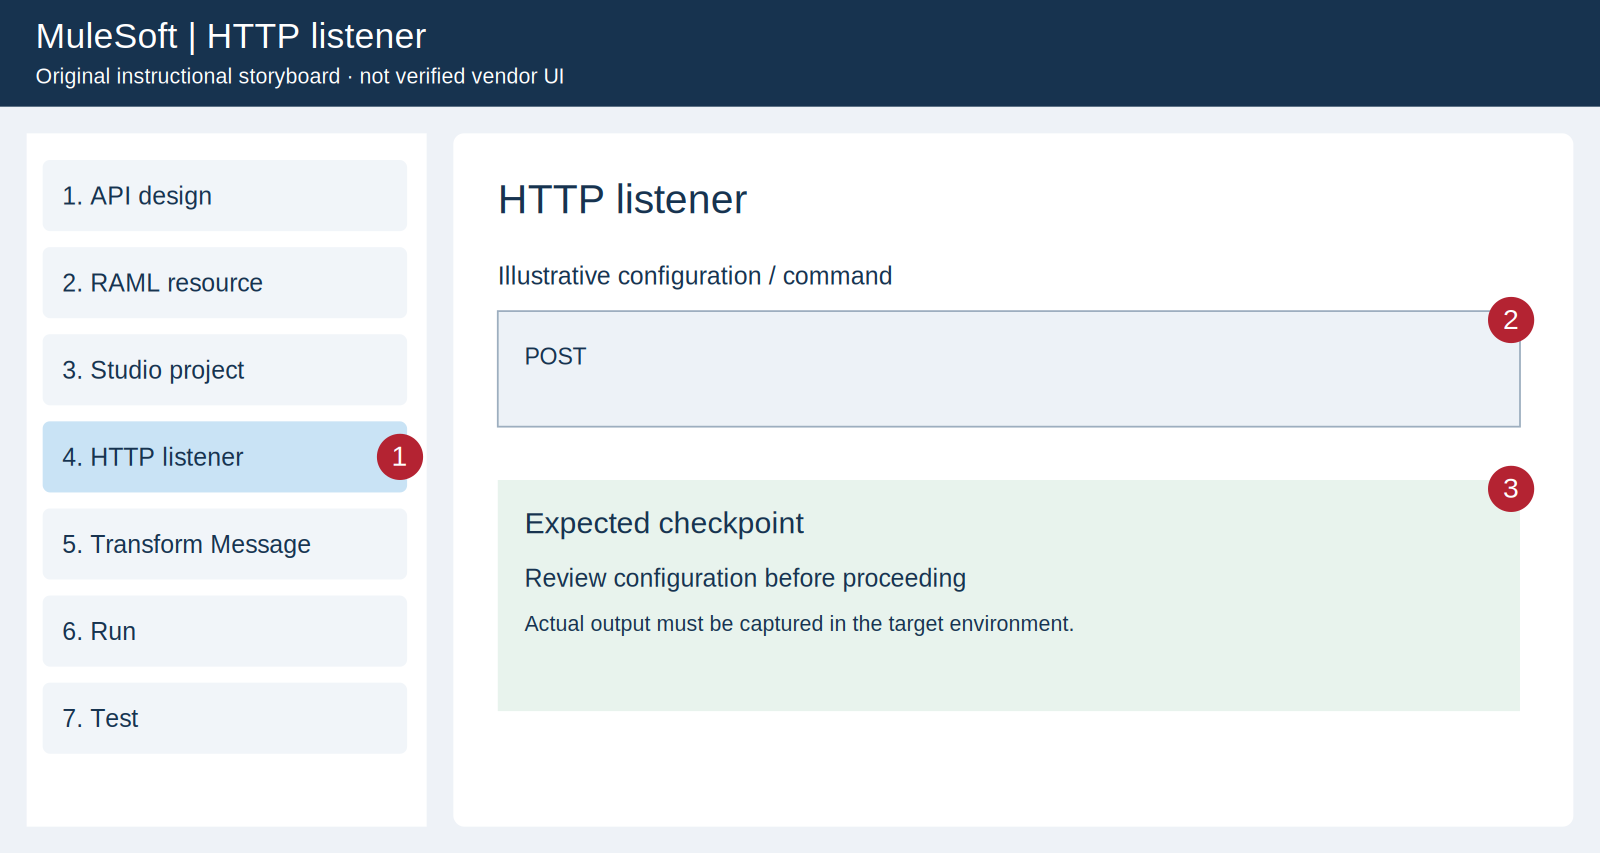 MuleSoft | HTTP listener
Original instructional storyboard · not verified vendor UI
1. API design
2. RAML resource
3. Studio project
4. HTTP listener
1
5. Transform Message
6. Run
7. Test
HTTP listener
Illustrative configuration / command
2
POST
3
Expected checkpoint
Review configuration before proceeding
Actual output must be captured in the target environment.